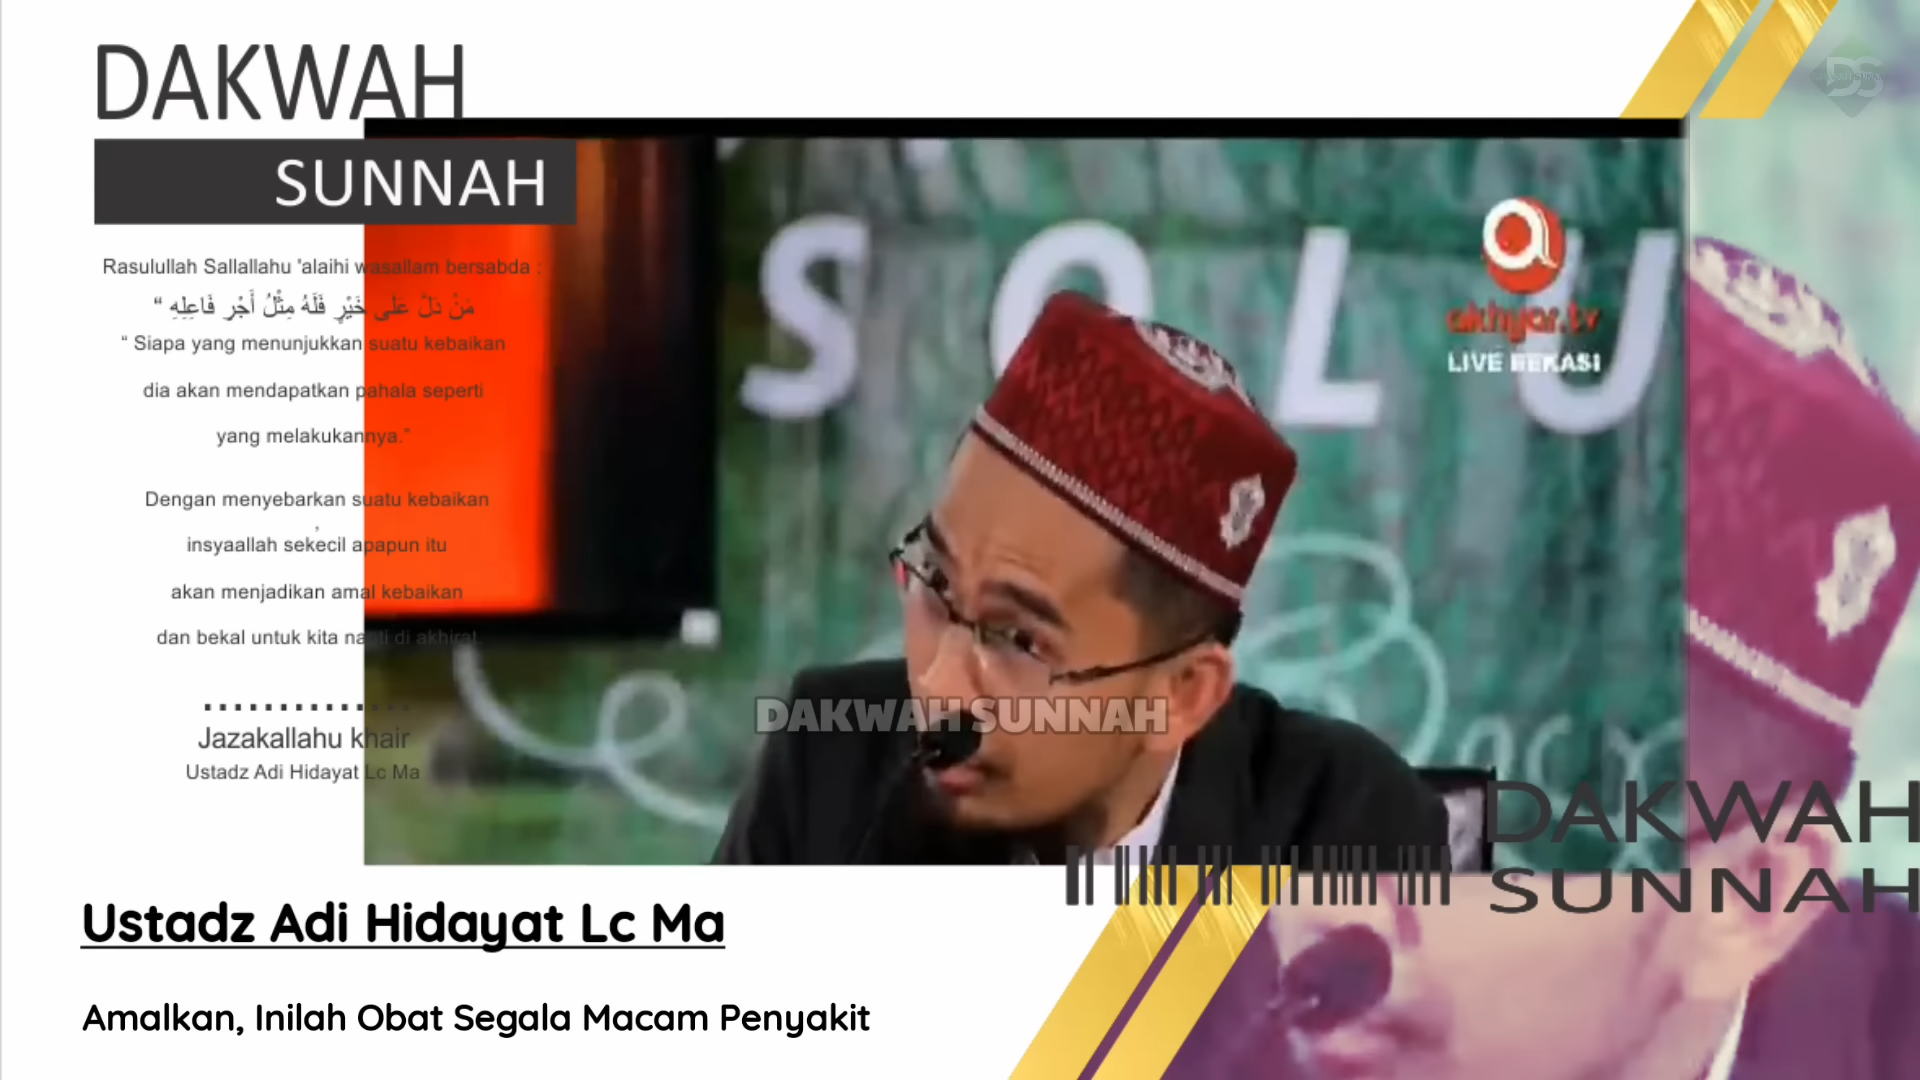 DAKWAH
SUNNAH
Rasulullah Sallallahu 'alaihi wasallam bersabda :
“ مَنْ دَلَّ عَلَى خَيْرٍ فَلَهُ مِثْلُ أَجْرِ فَاعِلِهِ
“ Siapa yang menunjukkan suatu kebaikan
dia akan mendapatkan pahala seperti
yang melakukannya.”
Dengan menyebarkan suatu kebaikan
insyaallah sekecil apapun itu
akan menjadikan amal kebaikan
dan bekal untuk kita nanti di akhirat.
Jazakallahu khair
Ustadz Adi Hidayat Lc Ma
S O L U
akhyar.tv
LIVE BEKASI
DAKWAH SUNNAH
DAKWAH
SUNNAH
DS
Ustadz Adi Hidayat Lc Ma
Amalkan, Inilah Obat Segala Macam Penyakit